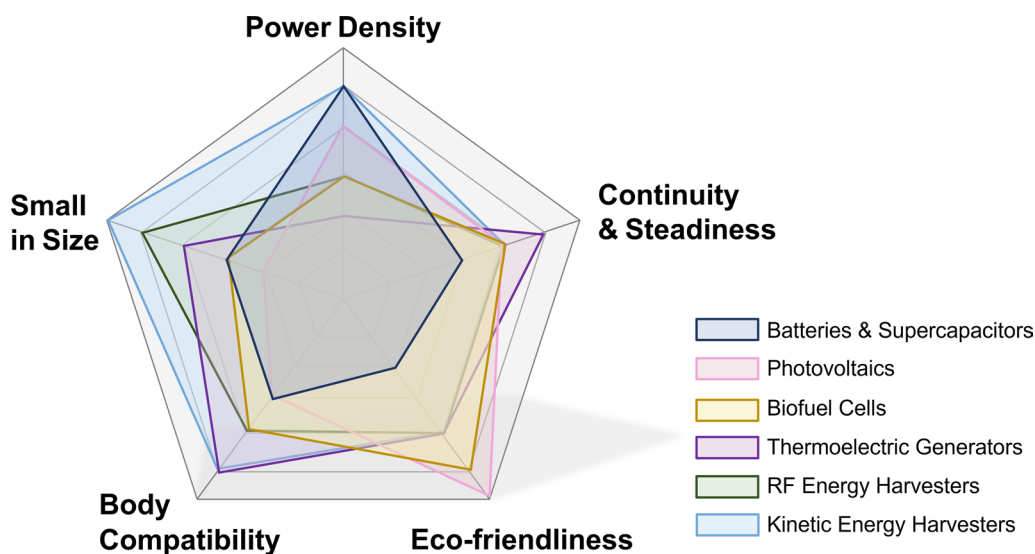 Power Density
Continuity
& Steadiness
Small
in Size
Body
Compatibility
Eco-friendliness
Batteries & Supercapacitors
Photovoltaics
Biofuel Cells
Thermoelectric Generators
RF Energy Harvesters
Kinetic Energy Harvesters